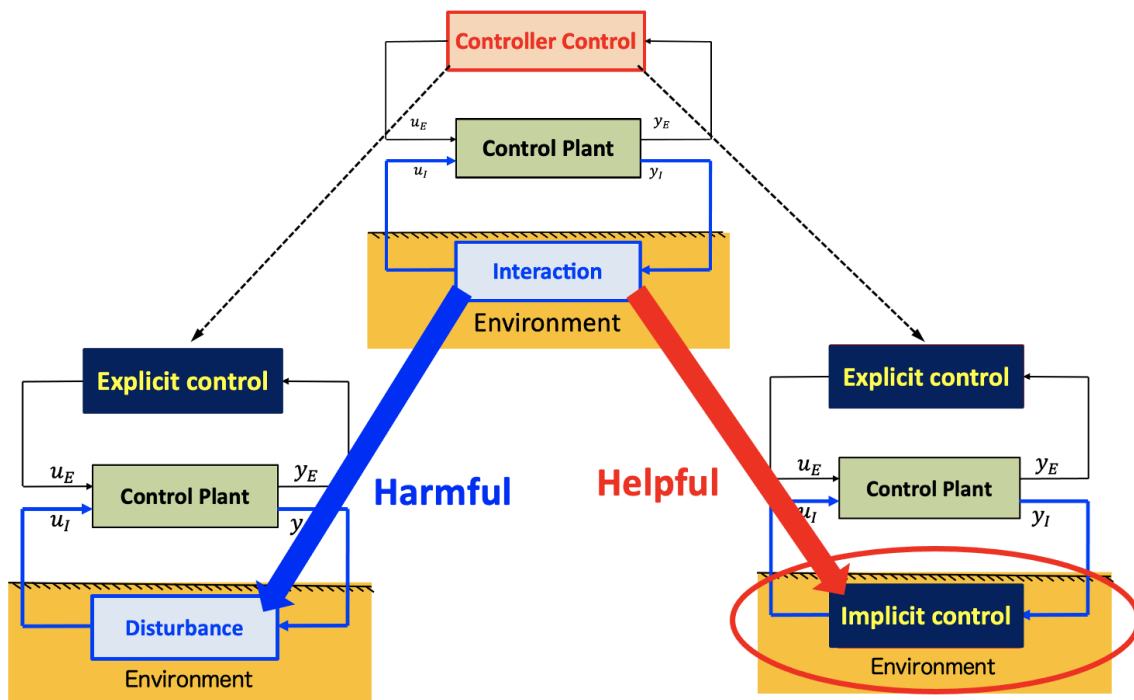 Controller Control
u_E
y_E
Control Plant
u_I
y_I
Interaction
Environment
Explicit control
u_E
y_E
Control Plant
u_I
y
Harmful
Disturbance
Environment
Helpful
Explicit control
u_E
y_E
Control Plant
u_I
y_I
Implicit control
Environment